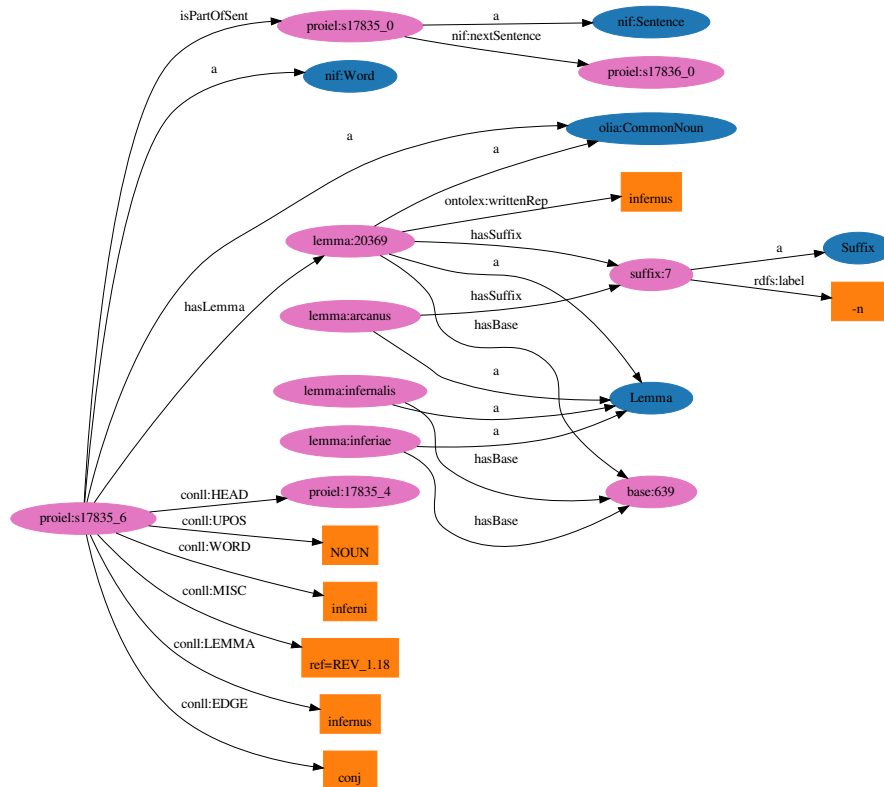 isPartOfSent
proiel:s17835_0
a
nif:Sentence
nif:nextSentence
proiel:s17836_0
a
nif:Word
a
olia:CommonNoun
a
ontolex:writtenRep
infernus
lemma:20369
hasSuffix
a
suffix:7
a
Suffix
rdfs:label
-n
hasLemma
lemma:arcanus
hasSuffix
hasBase
a
lemma:infernalis
a
Lemma
lemma:inferiae
a
hasBase
base:639
hasBase
proiel:s17835_6
conll:HEAD
proiel:17835_4
conll:UPOS
NOUN
conll:WORD
inferni
conll:MISC
ref=REV_1.18
conll:LEMMA
infernus
conll:EDGE
conj